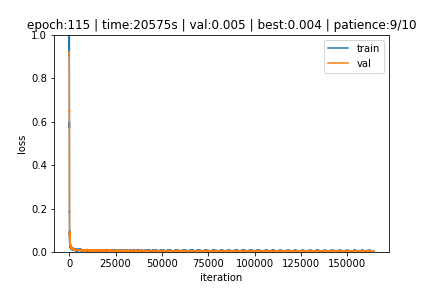 epoch:115 | time:20575s | val:0.005 | best:0.004 | patience:9/10
1.0
train
val
0.8
0.6
loss
0.4
0.2
0.0
0 25000 50000 75000 100000 125000 150000
iteration